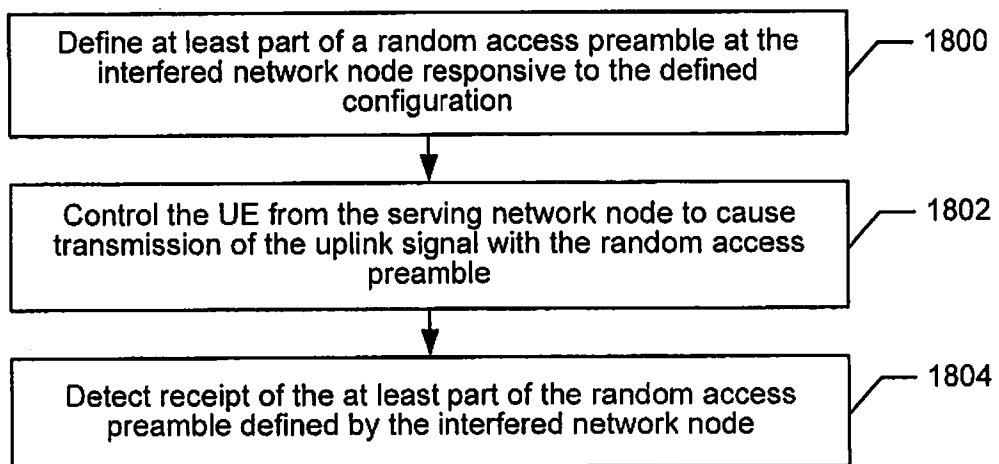 Define at least part of a random access preamble at the
interfered network node responsive to the defined
configuration
1800
Control the UE from the serving network node to cause
transmission of the uplink signal with the random access
preamble
1802
Detect receipt of the at least part of the random access
preamble defined by the interfered network node
1804